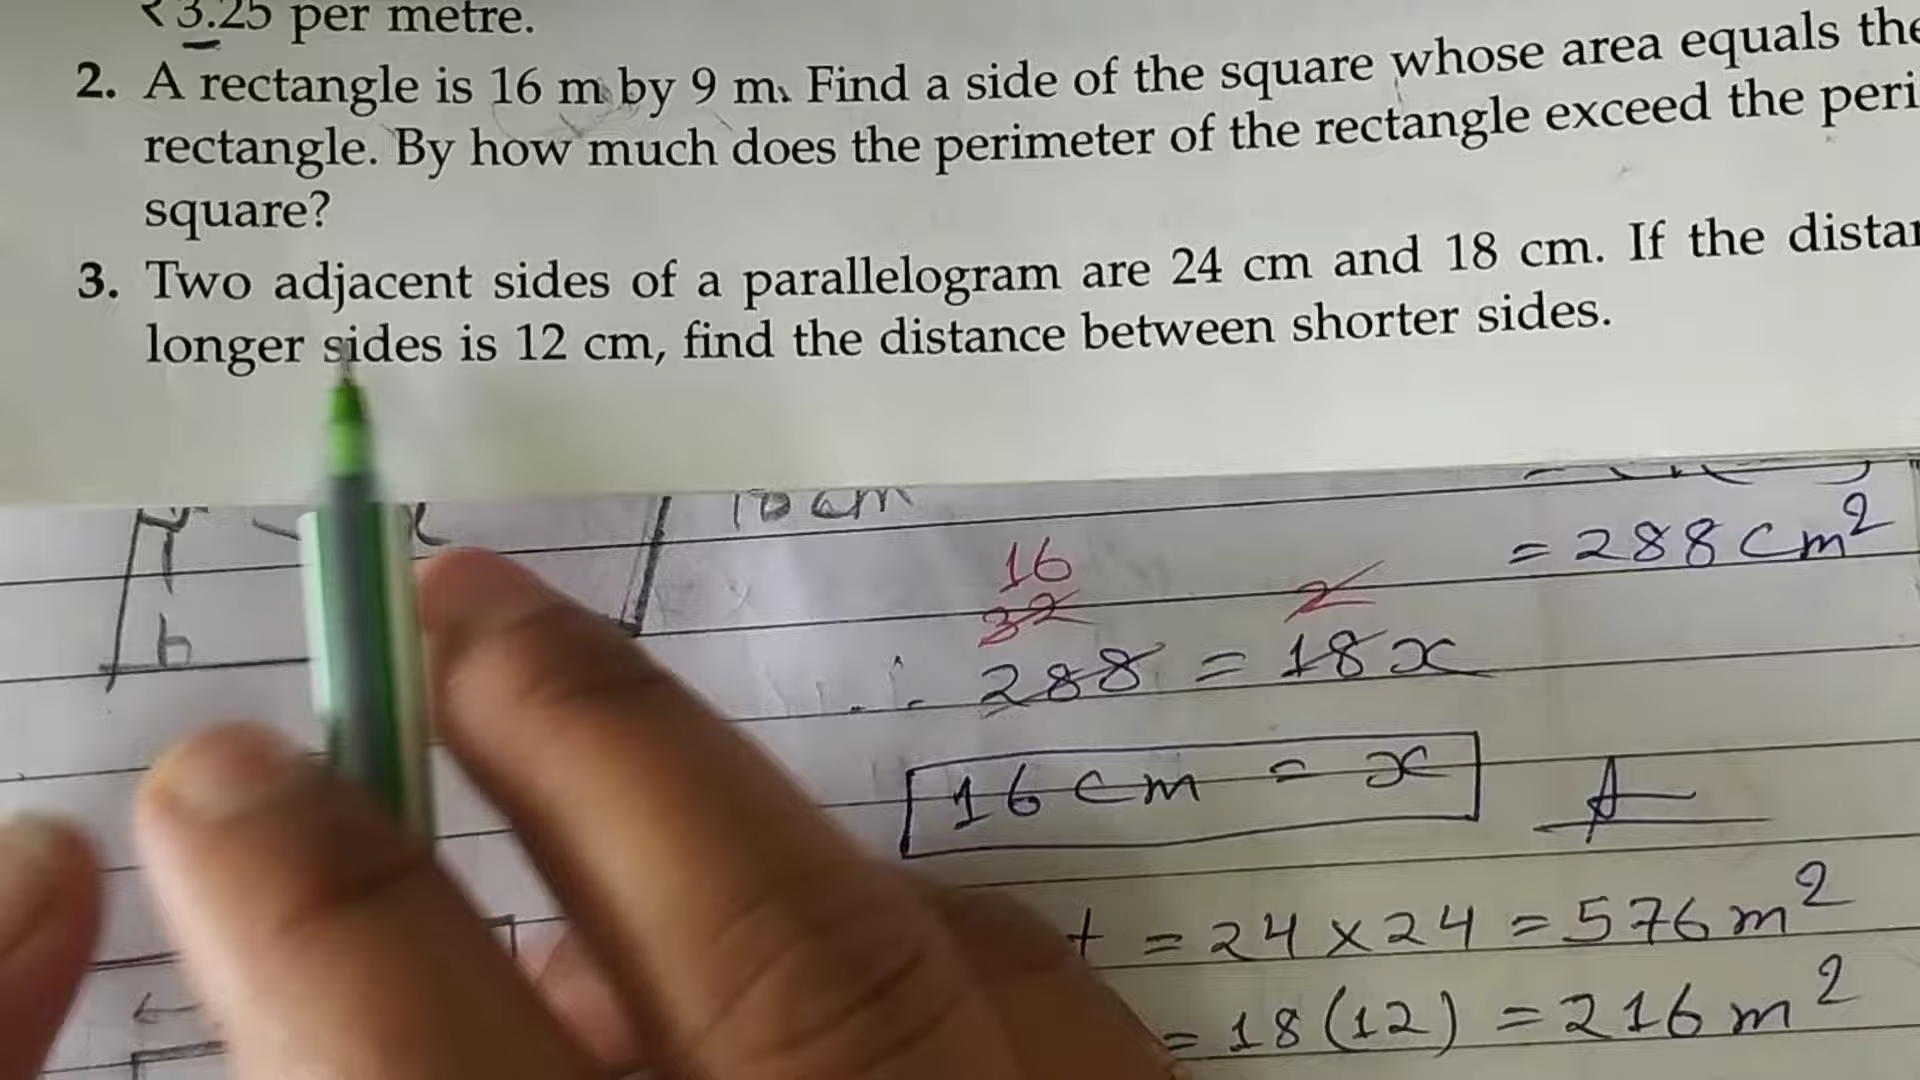 ₹ 3.25 per metre.
2. A rectangle is 16 m by 9 m. Find a side of the square whose area equals the
rectangle. By how much does the perimeter of the rectangle exceed the peri
square?
3. Two adjacent sides of a parallelogram are 24 cm and 18 cm. If the distan
longer sides is 12 cm, find the distance between shorter sides.
= 288 cm²
16
32 2
∴ 288 = 18x
16 cm = x
b
= 24 × 24 = 576 m²
= 18 (12) = 216 m²